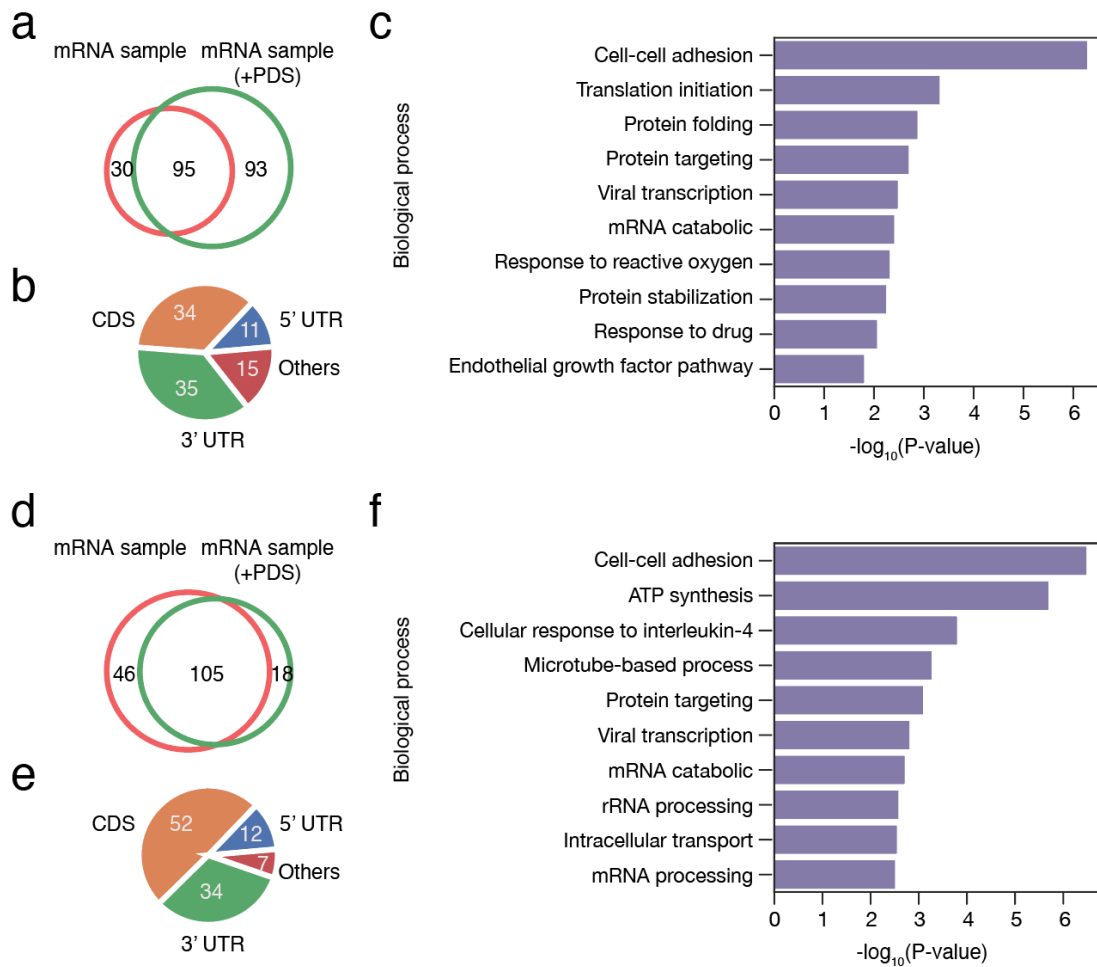 a
mRNA sample
mRNA sample
(+PDS)
30
95
93
b
CDS
34
11
5’ UTR
15
Others
35
3’ UTR
c
Biological process
Cell-cell adhesion
Translation initiation
Protein folding
Protein targeting
Viral transcription
mRNA catabolic
Response to reactive oxygen
Protein stabilization
Response to drug
Endothelial growth factor pathway
0 1 2 3 4 5 6
-log10(P-value)
d
mRNA sample
mRNA sample
(+PDS)
46
105
18
e
CDS
52
12
5’ UTR
7
Others
34
3’ UTR
f
Biological process
Cell-cell adhesion
ATP synthesis
Cellular response to interleukin-4
Microtube-based process
Protein targeting
Viral transcription
mRNA catabolic
rRNA processing
Intracellular transport
mRNA processing
0 1 2 3 4 5 6
-log10(P-value)